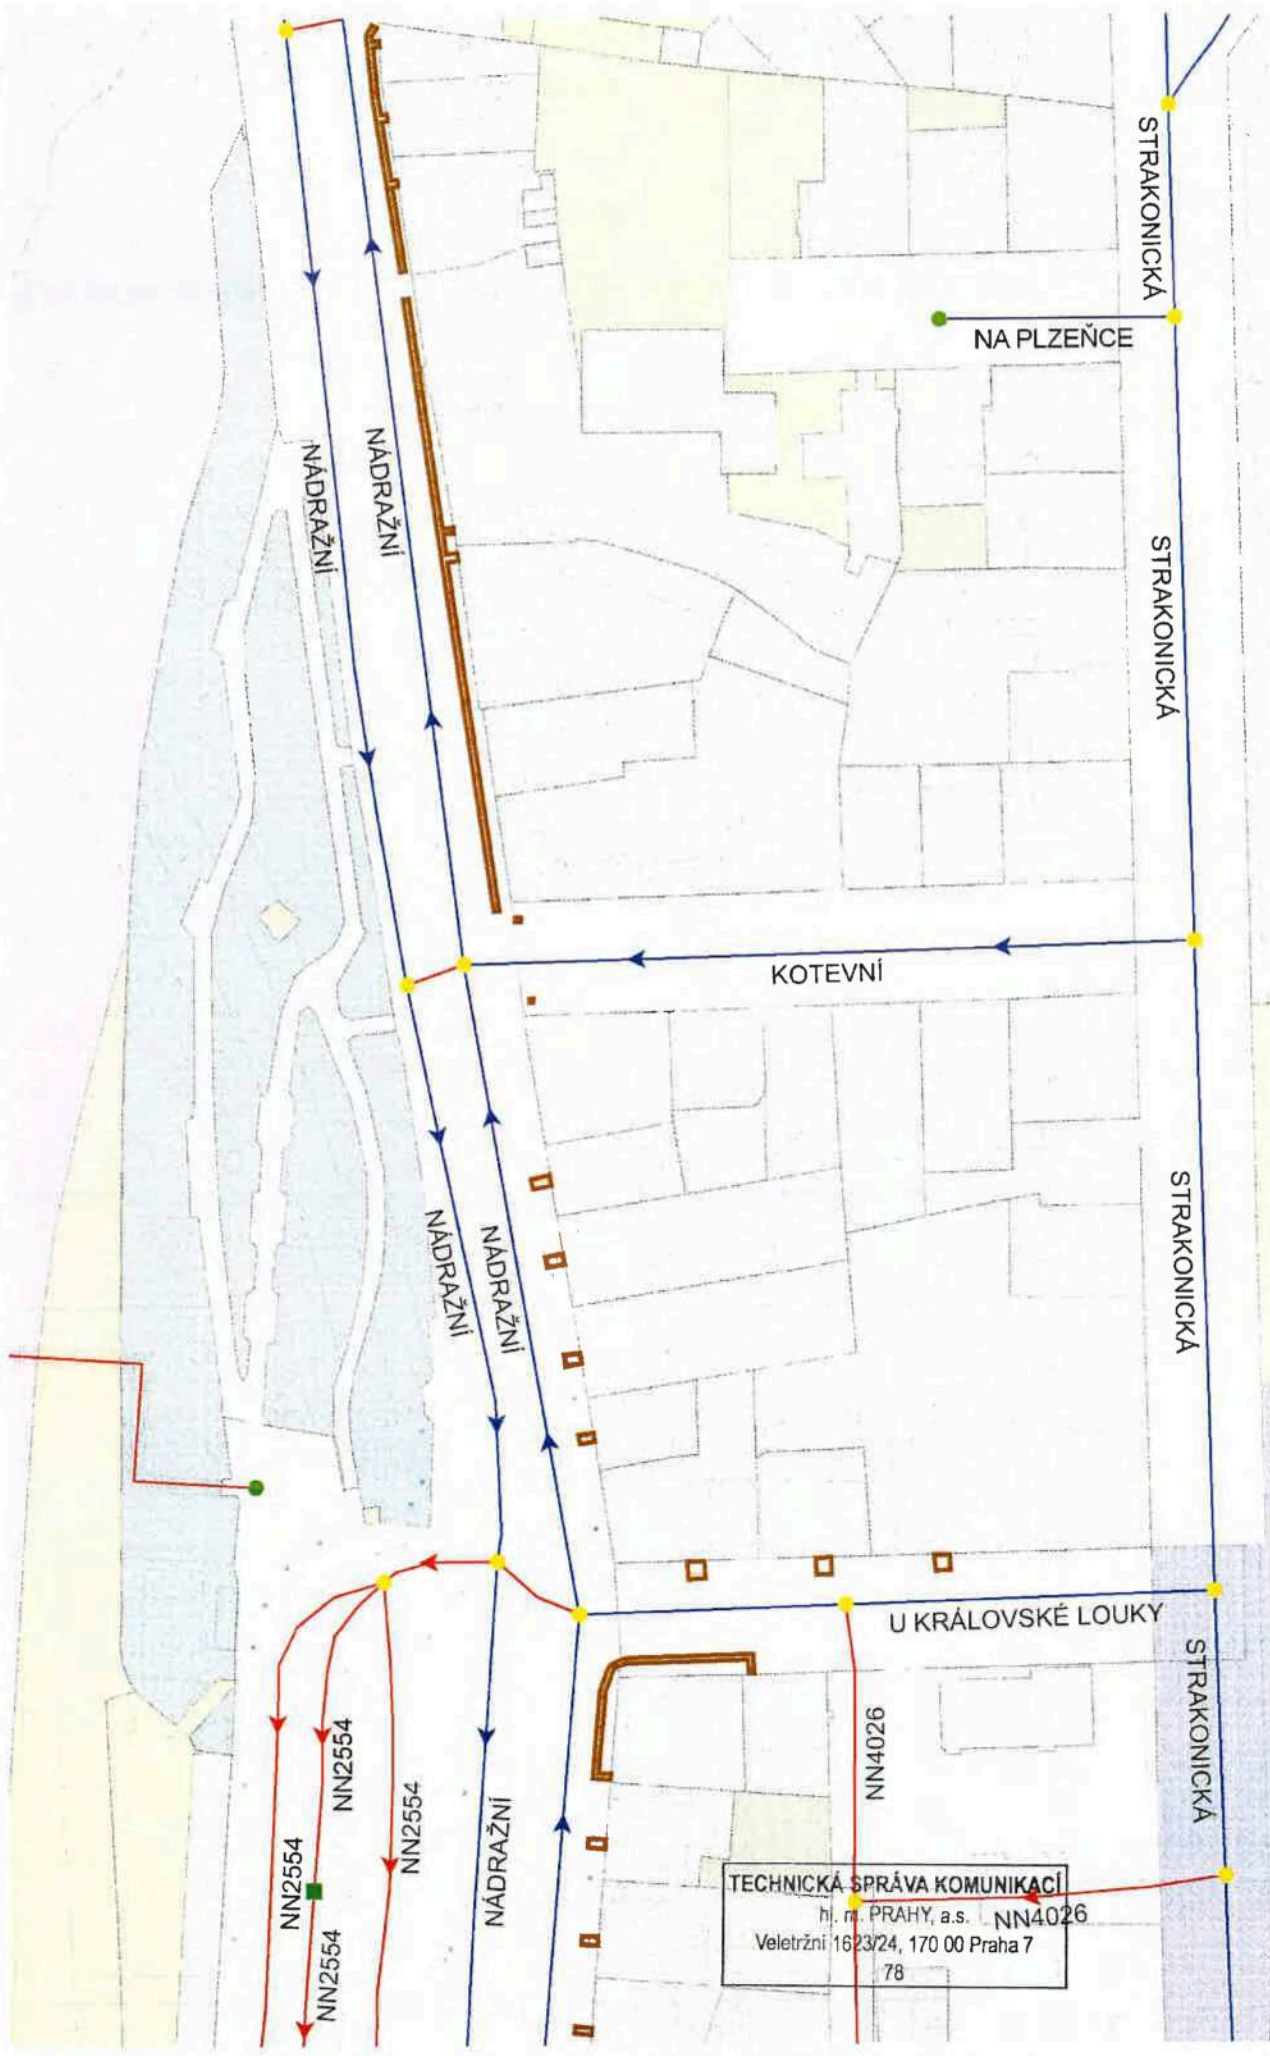 STRAKONICKÁ
NA PLZEŇCE
NÁDRAŽNÍ
NÁDRAŽNÍ
STRAKONICKÁ
KOTEVNÍ
STRAKONICKÁ
NÁDRAŽNÍ
NÁDRAŽNÍ
U KRÁLOVSKÉ LOUKY
STRAKONICKÁ
NN4026
NN2554
NN2554
NN2554
NN2554
NÁDRAŽNÍ
TECHNICKÁ SPRÁVA KOMUNIKACÍ
hl. m. PRAHY, a.s.
NN4026
Veletržní 1623/24, 170 00 Praha 7
78